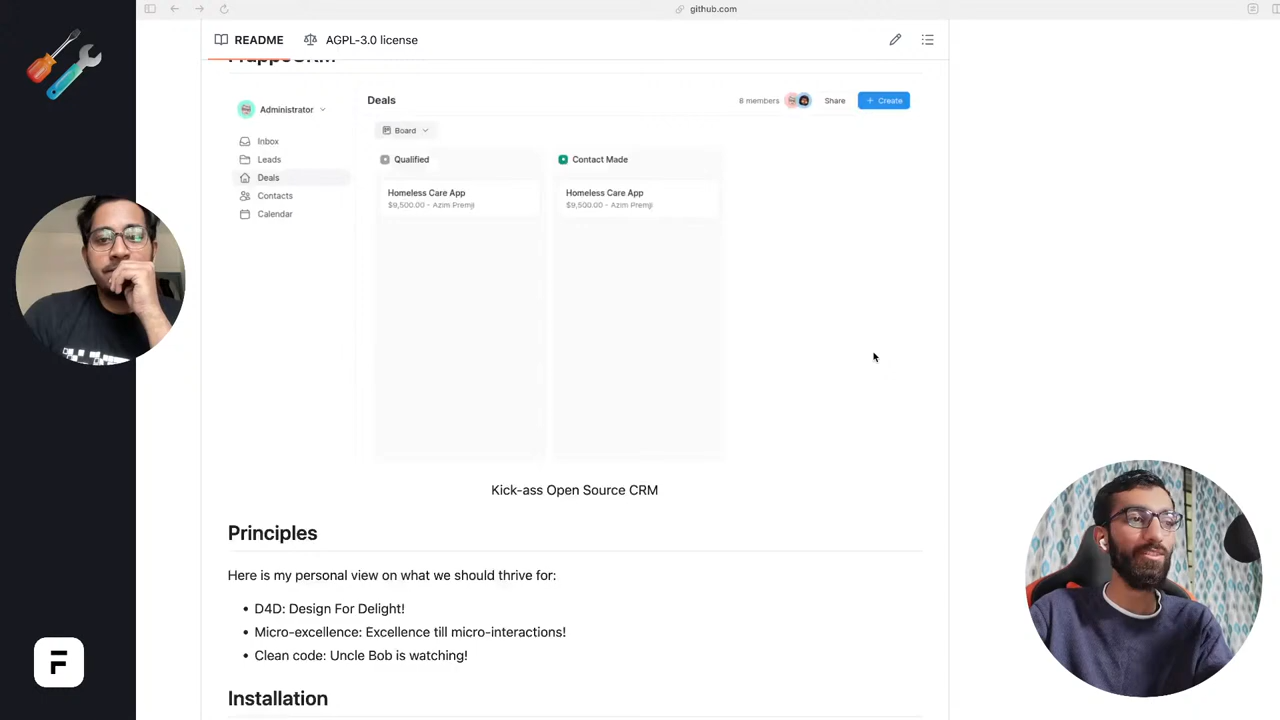 github.com
README
AGPL-3.0 license
FrappeCRM
Administrator
Deals
8 members
Share
+ Create
Board
Inbox
Leads
Deals
Contacts
Calendar
Qualified
Contact Made
Homeless Care App
$9,500.00 - Azim Premji
Homeless Care App
$9,500.00 - Azim Premji
Kick-ass Open Source CRM
Principles
Here is my personal view on what we should thrive for:
• D4D: Design For Delight!
• Micro-excellence: Excellence till micro-interactions!
• Clean code: Uncle Bob is watching!
Installation
F